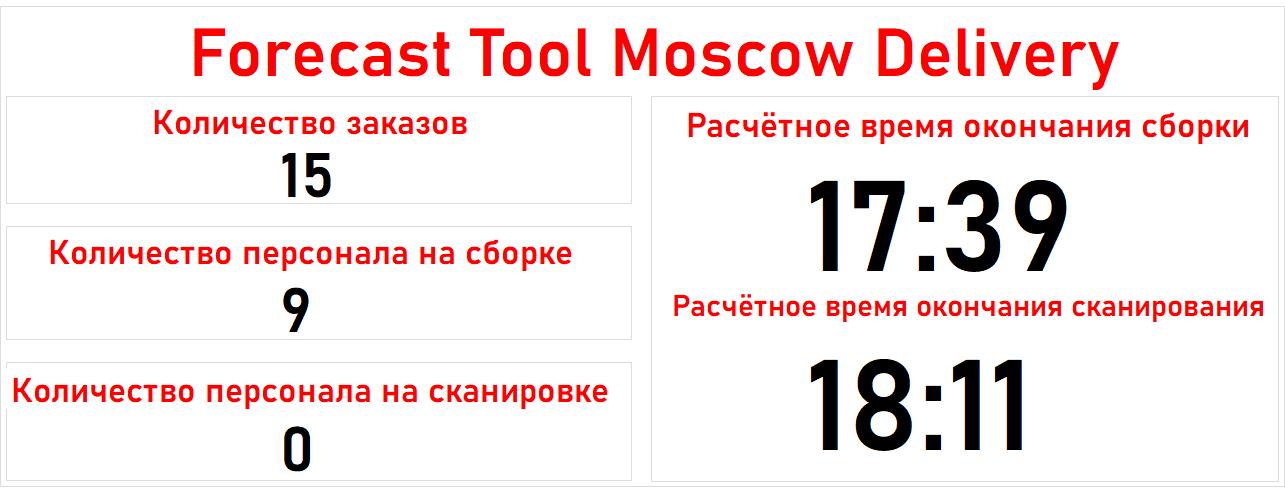 Forecast Tool Moscow Delivery
Количество заказов
15
Количество персонала на сборке
9
Количество персонала на сканировке
0
Расчётное время окончания сборки
17:39
Расчётное время окончания сканирования
18:11